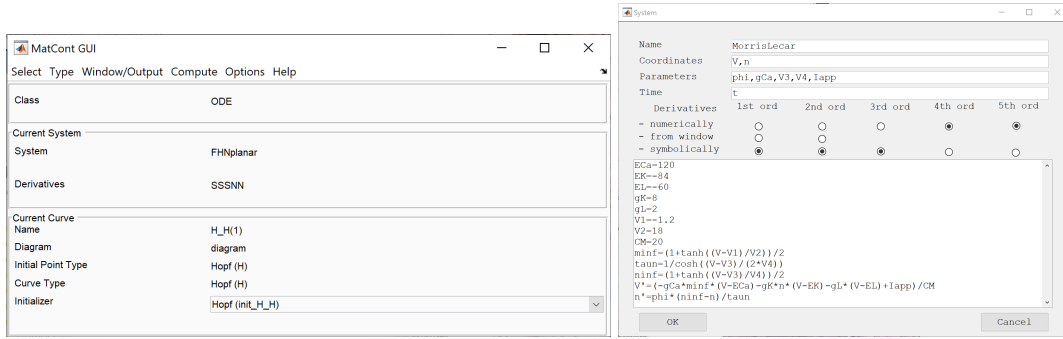 MatCont GUI
Select Type Window/Output Compute Options Help
Class ODE
Current System
System FHNplanar
Derivatives SSSNN
Current Curve
Name H_H(1)
Diagram diagram
Initial Point Type Hopf (H)
Curve Type Hopf (H)
Initializer Hopf (init_H_H)
System
Name MorrisLecar
Coordinates V,n
Parameters phi,gCa,V3,V4,Iapp
Time t
Derivatives 1st ord 2nd ord 3rd ord 4th ord 5th ord
- numerically
- from window
- symbolically
ECa=120
EK=-84
EL=-60
gK=8
gL=2
V1=-1.2
V2=18
CM=20
minf=(1+tanh((V-V1)/V2))/2
taun=1/cosh((V-V3)/(2*V4))
ninf=(1+tanh((V-V3)/V4))/2
V'=(-gCa*minf*(V-ECa)-gK*n*(V-EK)-gL*(V-EL)+Iapp)/CM
n'=phi*(ninf-n)/taun
OK Cancel